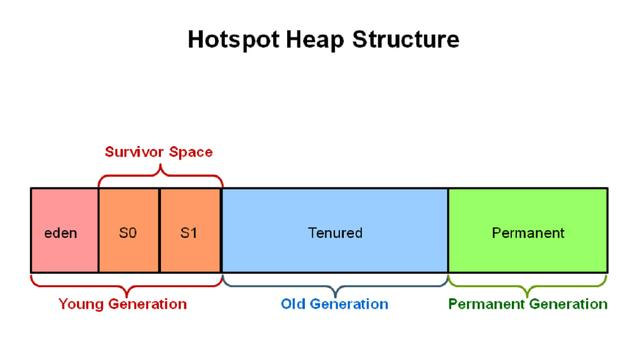 Hotspot Heap Structure
Survivor Space
eden
S0
S1
Tenured
Permanent
Young Generation
Old Generation
Permanent Generation